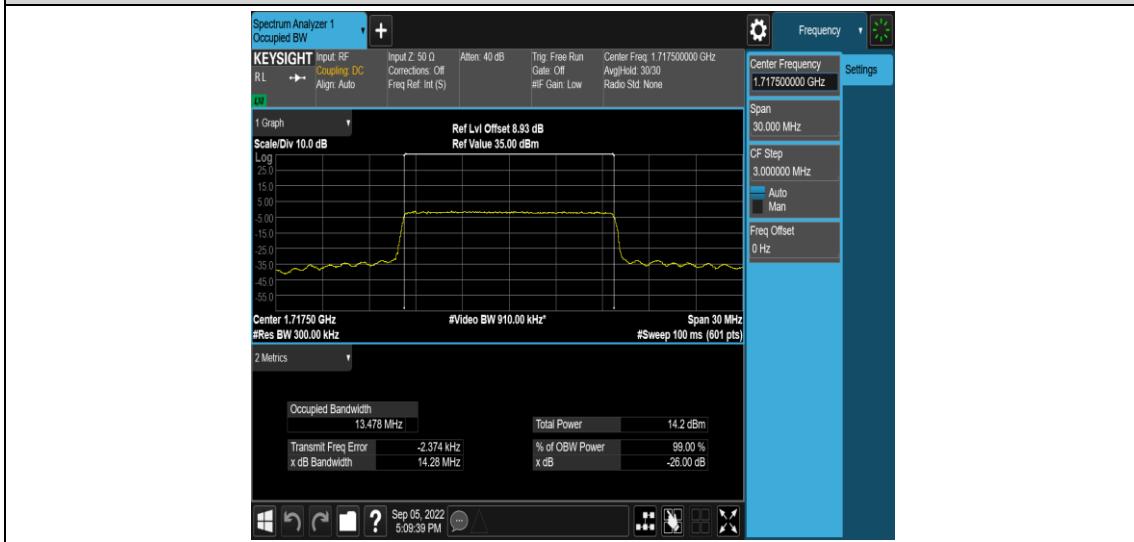 Spectrum Analyzer 1
Occupied BW
+
Frequency
KEYSIGHT
RL
LXI
Input: RF
Coupling: DC
Align: Auto
Input Z: 50 Ω
Corrections: Off
Freq Ref: Int (S)
Atten: 40 dB
Trig: Free Run
Gate: Off
#IF Gain: Low
Center Freq: 1.717500000 GHz
Avg|Hold: 30/30
Radio Std: None
Center Frequency
1.717500000 GHz
Settings
Span
30.000 MHz
CF Step
3.000000 MHz
Auto
Man
Freq Offset
0 Hz
1 Graph
Scale/Div 10.0 dB
Ref Lvl Offset 8.93 dB
Ref Value 35.00 dBm
Log
25.0
15.0
5.00
-5.00
-15.0
-25.0
-35.0
-45.0
-55.0
Center 1.71750 GHz
#Video BW 910.00 kHz*
Span 30 MHz
#Res BW 300.00 kHz
#Sweep 100 ms (601 pts)
2 Metrics
Occupied Bandwidth
13.478 MHz
Total Power 14.2 dBm
Transmit Freq Error -2.374 kHz
% of OBW Power 99.00 %
x dB Bandwidth 14.28 MHz
x dB -26.00 dB
?
Sep 05, 2022
5:09:39 PM